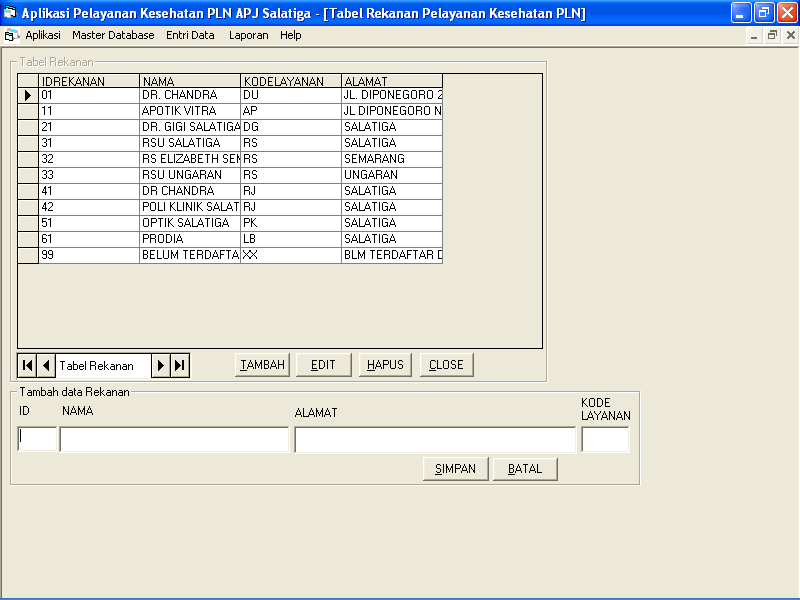 Aplikasi Pelayanan Kesehatan PLN APJ Salatiga - [Tabel Rekanan Pelayanan Kesehatan PLN]
Aplikasi Master Database Entri Data Laporan Help
Tabel Rekanan
IDREKANAN NAMA KODELAYANAN ALAMAT
01 DR. CHANDRA DU JL. DIPONEGORO 2
11 APOTIK VITRA AP JL DIPONEGORO N
21 DR. GIGI SALATIGA DG SALATIGA
31 RSU SALATIGA RS SALATIGA
32 RS ELIZABETH SEM RS SEMARANG
33 RSU UNGARAN RS UNGARAN
41 DR CHANDRA RJ SALATIGA
42 POLI KLINIK SALAT RJ SALATIGA
51 OPTIK SALATIGA PK SALATIGA
61 PRODIA LB SALATIGA
99 BELUM TERDAFTA XX BLM TERDAFTAR D
Tabel Rekanan TAMBAH EDIT HAPUS CLOSE
Tambah data Rekanan
ID NAMA ALAMAT KODE LAYANAN
SIMPAN BATAL